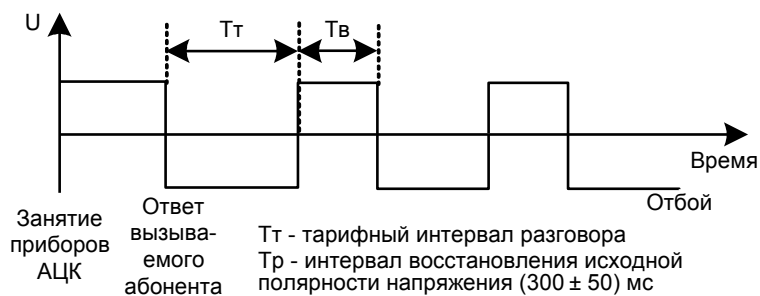 U
Тт
Тв
Время
Отбой
Занятие
приборов
АЦК
Ответ
вызыва-
емого
абонента
Тт - тарифный интервал разговора
Тр - интервал восстановления исходной
полярности напряжения (300 ± 50) мс